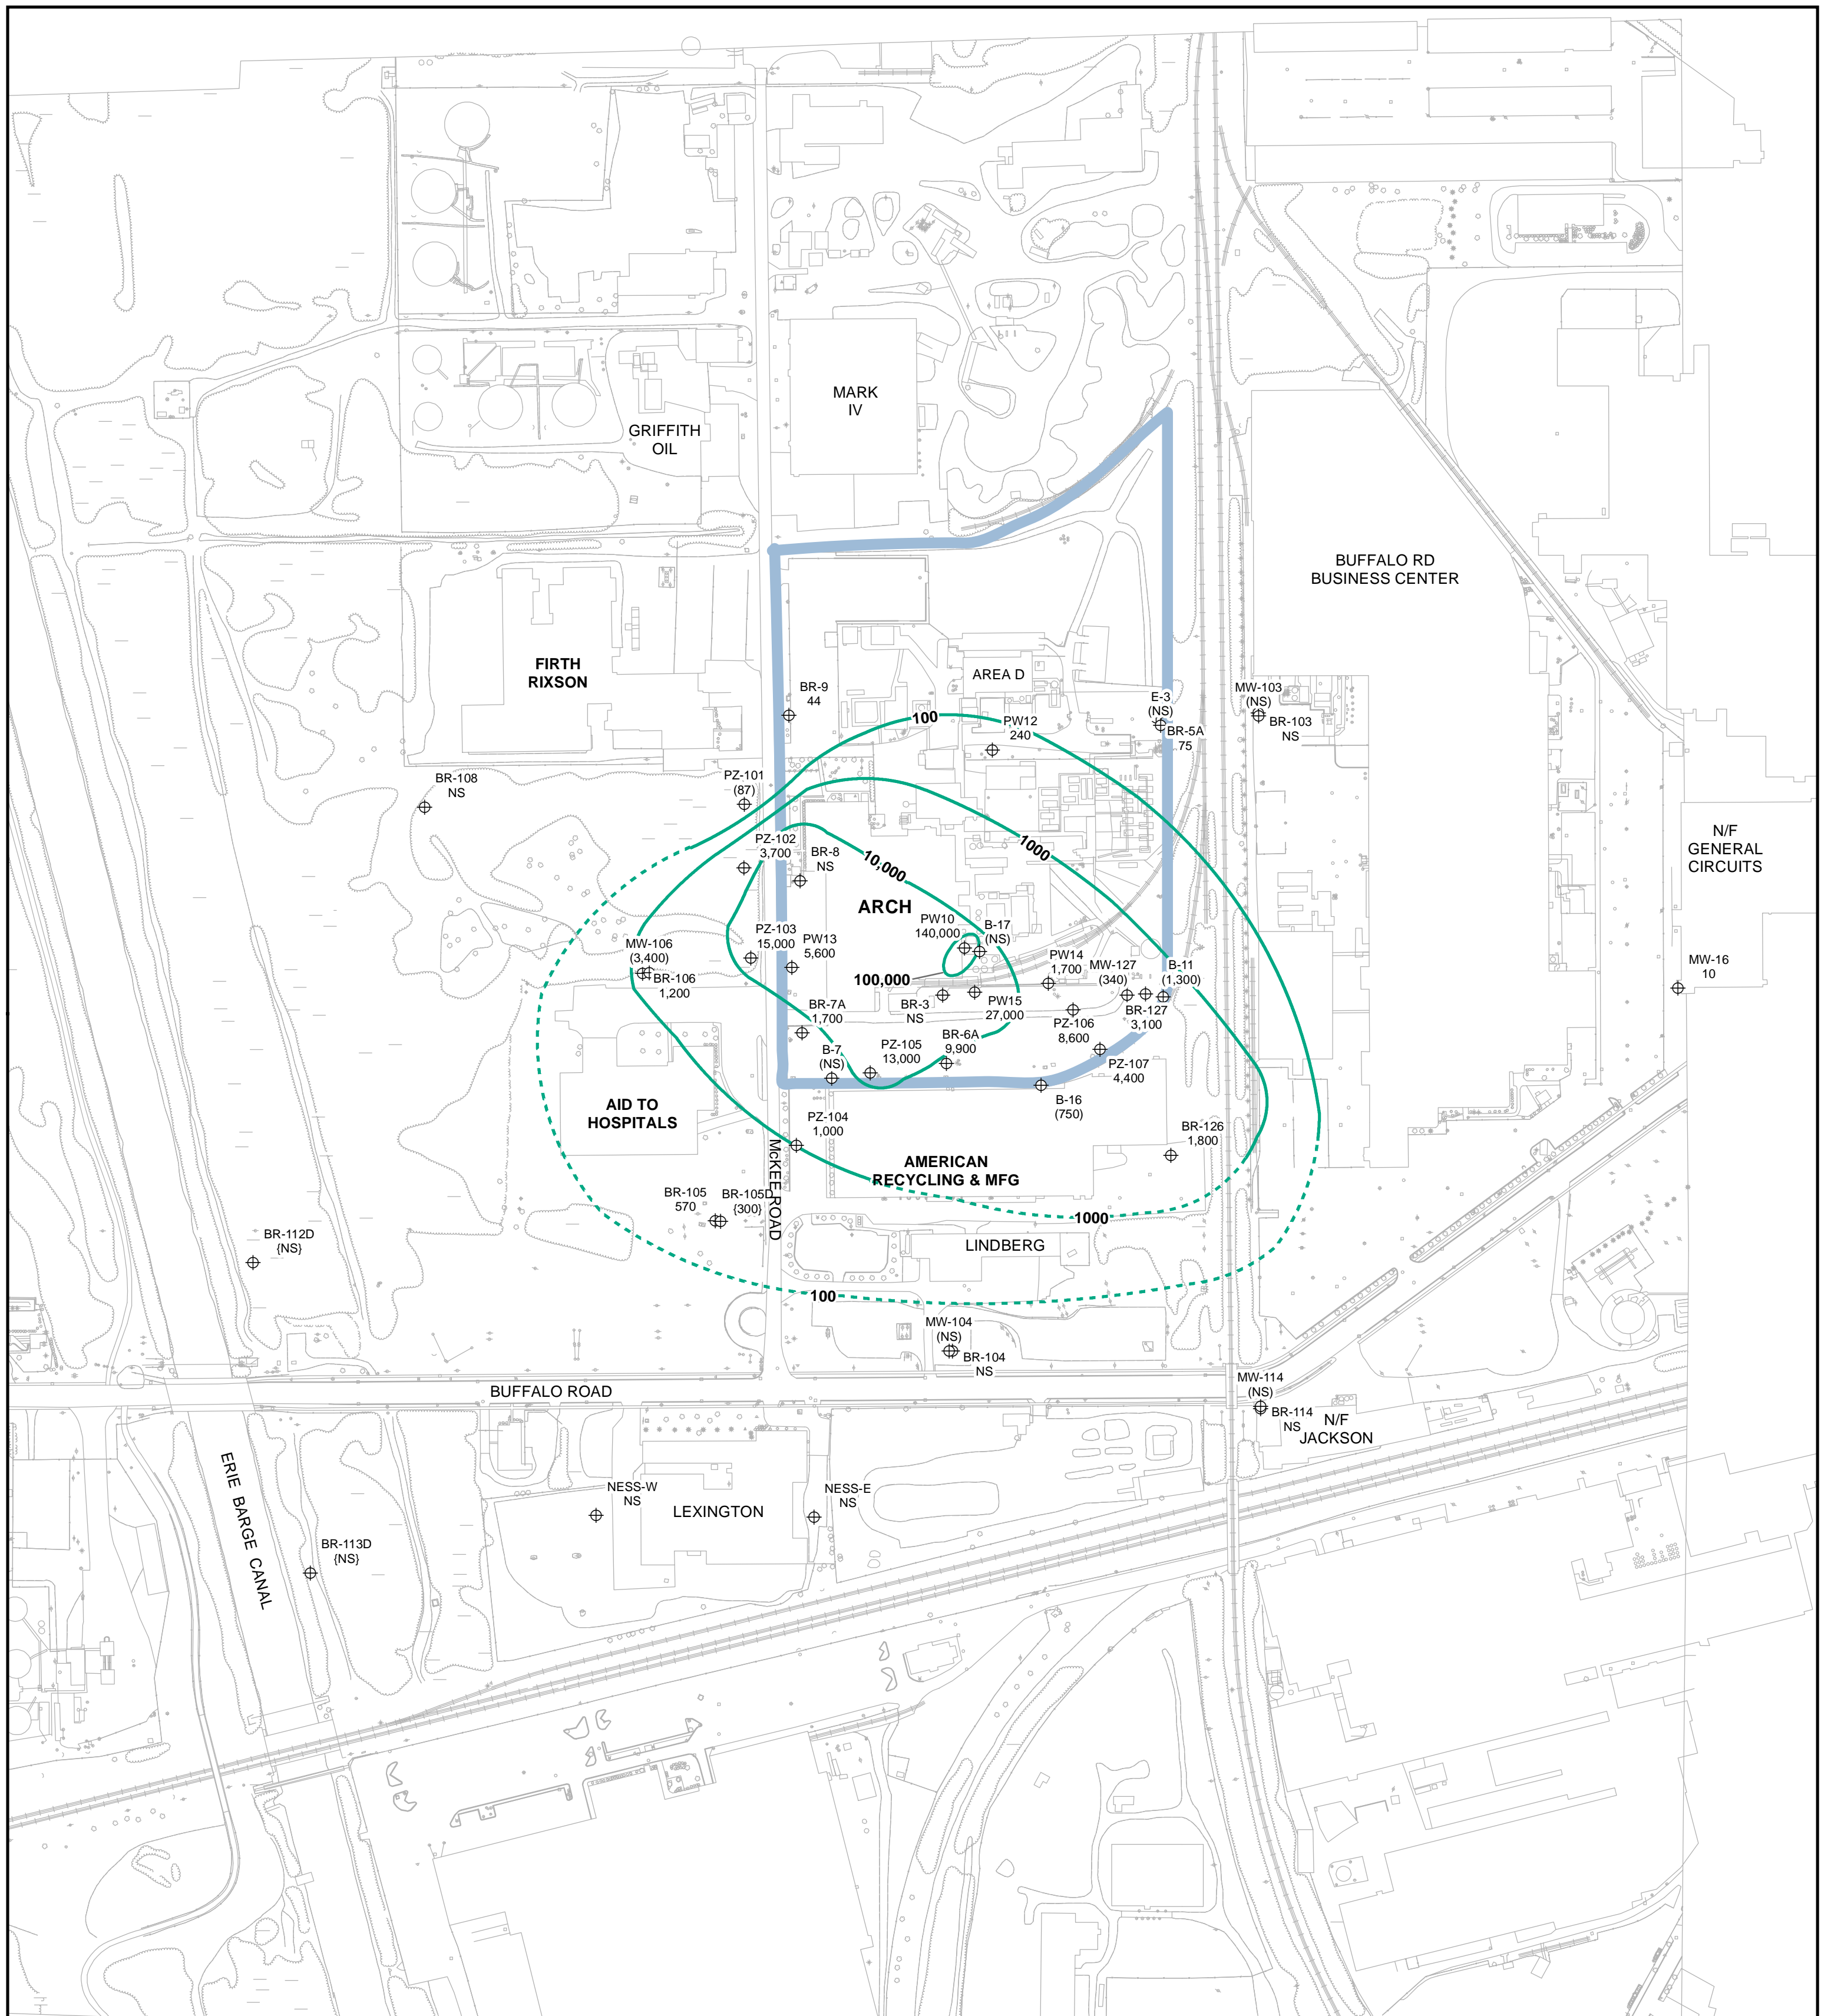 MARK
IV
GRIFFITH
OIL
BUFFALO RD
BUSINESS CENTER
FIRTH
RIXSON
AREA D
BR-9
44
100
PW12
240
E-3
(NS)
BR-5A
75
MW-103
(NS)
BR-103
NS
BR-108
NS
PZ-101
(87)
PZ-102
3,700
BR-8
NS
10,000
1000
N/F
GENERAL
CIRCUITS
ARCH
PW10
140,000
B-17
(NS)
PZ-103
15,000
PW13
5,600
MW-106
(3,400)
BR-106
1,200
100,000
PW14
1,700
MW-127
(340)
B-11
(1,300)
MW-16
10
BR-7A
1,700
BR-3
NS
PW15
27,000
BR-127
3,100
PZ-106
8,600
B-7
(NS)
PZ-105
13,000
BR-6A
9,900
PZ-107
4,400
B-16
(750)
AID TO
HOSPITALS
PZ-104
1,000
BR-126
1,800
McKEE ROAD
AMERICAN
RECYCLING & MFG
BR-105
570
BR-105D
{300}
1000
BR-112D
{NS}
LINDBERG
100
MW-104
(NS)
BR-104
NS
BUFFALO ROAD
MW-114
(NS)
BR-114
NS
N/F
JACKSON
ERIE BARGE CANAL
NESS-W
NS
LEXINGTON
NESS-E
NS
BR-113D
{NS}